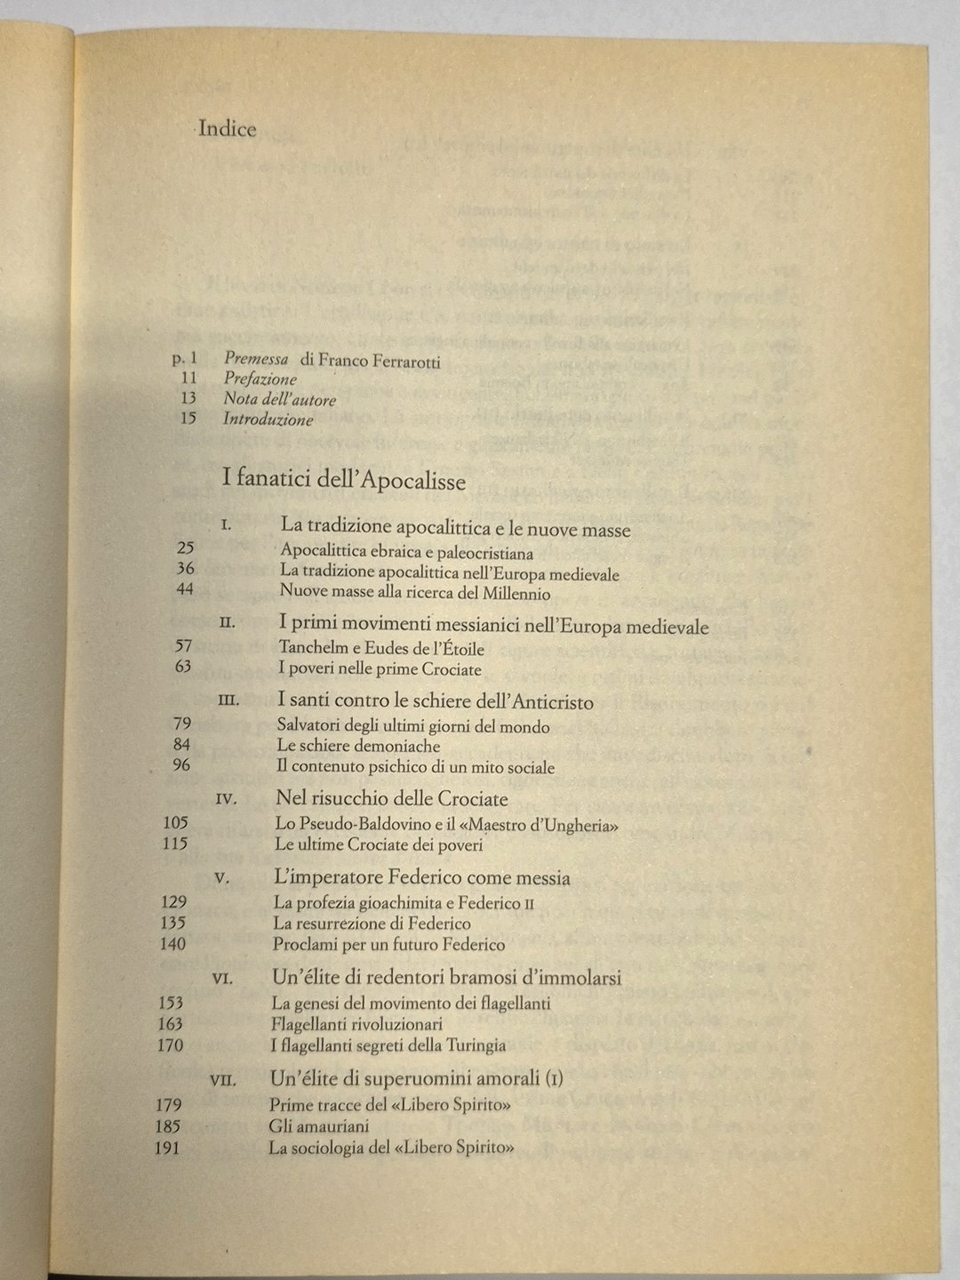 Indice
p. 1 Premessa di Franco Ferrarotti
11 Prefazione
13 Nota dell'autore
15 Introduzione
I fanatici dell'Apocalisse
I. La tradizione apocalittica e le nuove masse
25 Apocalittica ebraica e paleocristiana
36 La tradizione apocalittica nell'Europa medievale
44 Nuove masse alla ricerca del Millennio
II. I primi movimenti messianici nell'Europa medievale
57 Tanchelm e Eudes de l'Étoile
63 I poveri nelle prime Crociate
III. I santi contro le schiere dell'Anticristo
79 Salvatori degli ultimi giorni del mondo
84 Le schiere demoniache
96 Il contenuto psichico di un mito sociale
IV. Nel risucchio delle Crociate
105 Lo Pseudo-Baldovino e il «Maestro d'Ungheria»
115 Le ultime Crociate dei poveri
V. L'imperatore Federico come messia
129 La profezia gioachimita e Federico II
135 La resurrezione di Federico
140 Proclami per un futuro Federico
VI. Un'élite di redentori bramosi d'immolarsi
153 La genesi del movimento dei flagellanti
163 Flagellanti rivoluzionari
170 I flagellanti segreti della Turingia
VII. Un'élite di superuomini amorali (I)
179 Prime tracce del «Libero Spirito»
185 Gli amauriani
191 La sociologia del «Libero Spirito»